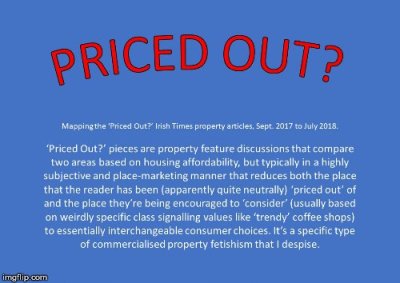 PRICED OUT?
Mapping the 'Priced Out?' Irish Times property articles, Sept. 2017 to July 2018.
'Priced Out?' pieces are property feature discussions that compare
two areas based on housing affordability, but typically in a highly
subjective and place-marketing manner that reduces both the place
that the reader has been (apparently quite neutrally) 'priced out' of
and the place they're being encouraged to 'consider' (usually based
on weirdly specific class signalling values like 'trendy' coffee shops)
to essentially interchangeable consumer choices. It's a specific type
of commercialised property fetishism that I despise.
imgflip.com